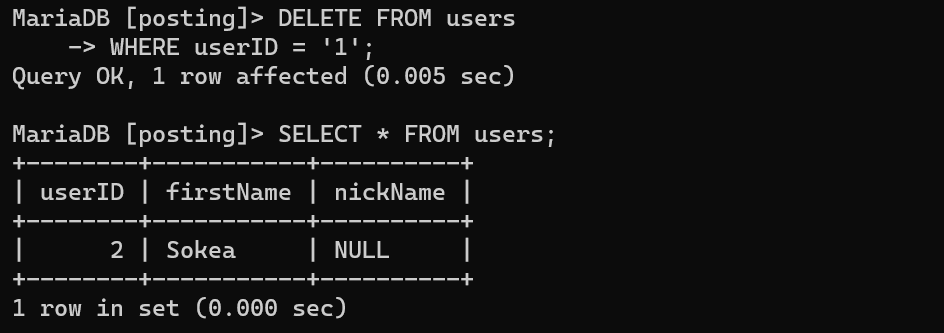 MariaDB [posting]> DELETE FROM users
    -> WHERE userID = '1';
Query OK, 1 row affected (0.005 sec)

MariaDB [posting]> SELECT * FROM users;
+--------+-----------+----------+
| userID | firstName | nickName |
+--------+-----------+----------+
|      2 | Sokea     | NULL     |
+--------+-----------+----------+
1 row in set (0.000 sec)